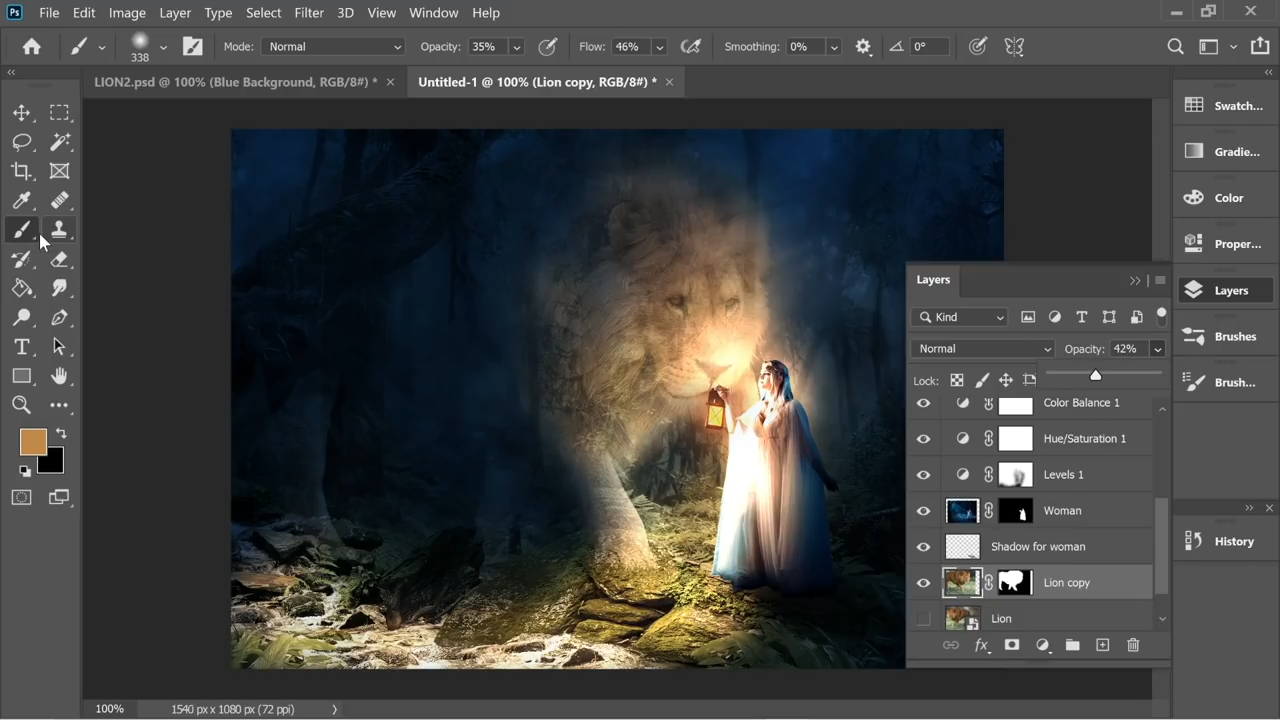 Ps File Edit Image Layer Type Select Filter 3D View Window Help
338 Mode: Normal Opacity: 35% Flow: 46% Smoothing: 0% 0°
LION2.psd @ 100% (Blue Background, RGB/8#) * Untitled-1 @ 100% (Lion copy, RGB/8#) *
Swatch...
Gradie...
Color
Proper...
Layers
Brushes
Brush...
History
Layers
Kind T
Normal Opacity: 42%
Lock:
Color Balance 1
Hue/Saturation 1
Levels 1
Woman
Shadow for woman
Lion copy
Lion
fx
T
100% 1540 px x 1080 px (72 ppi)